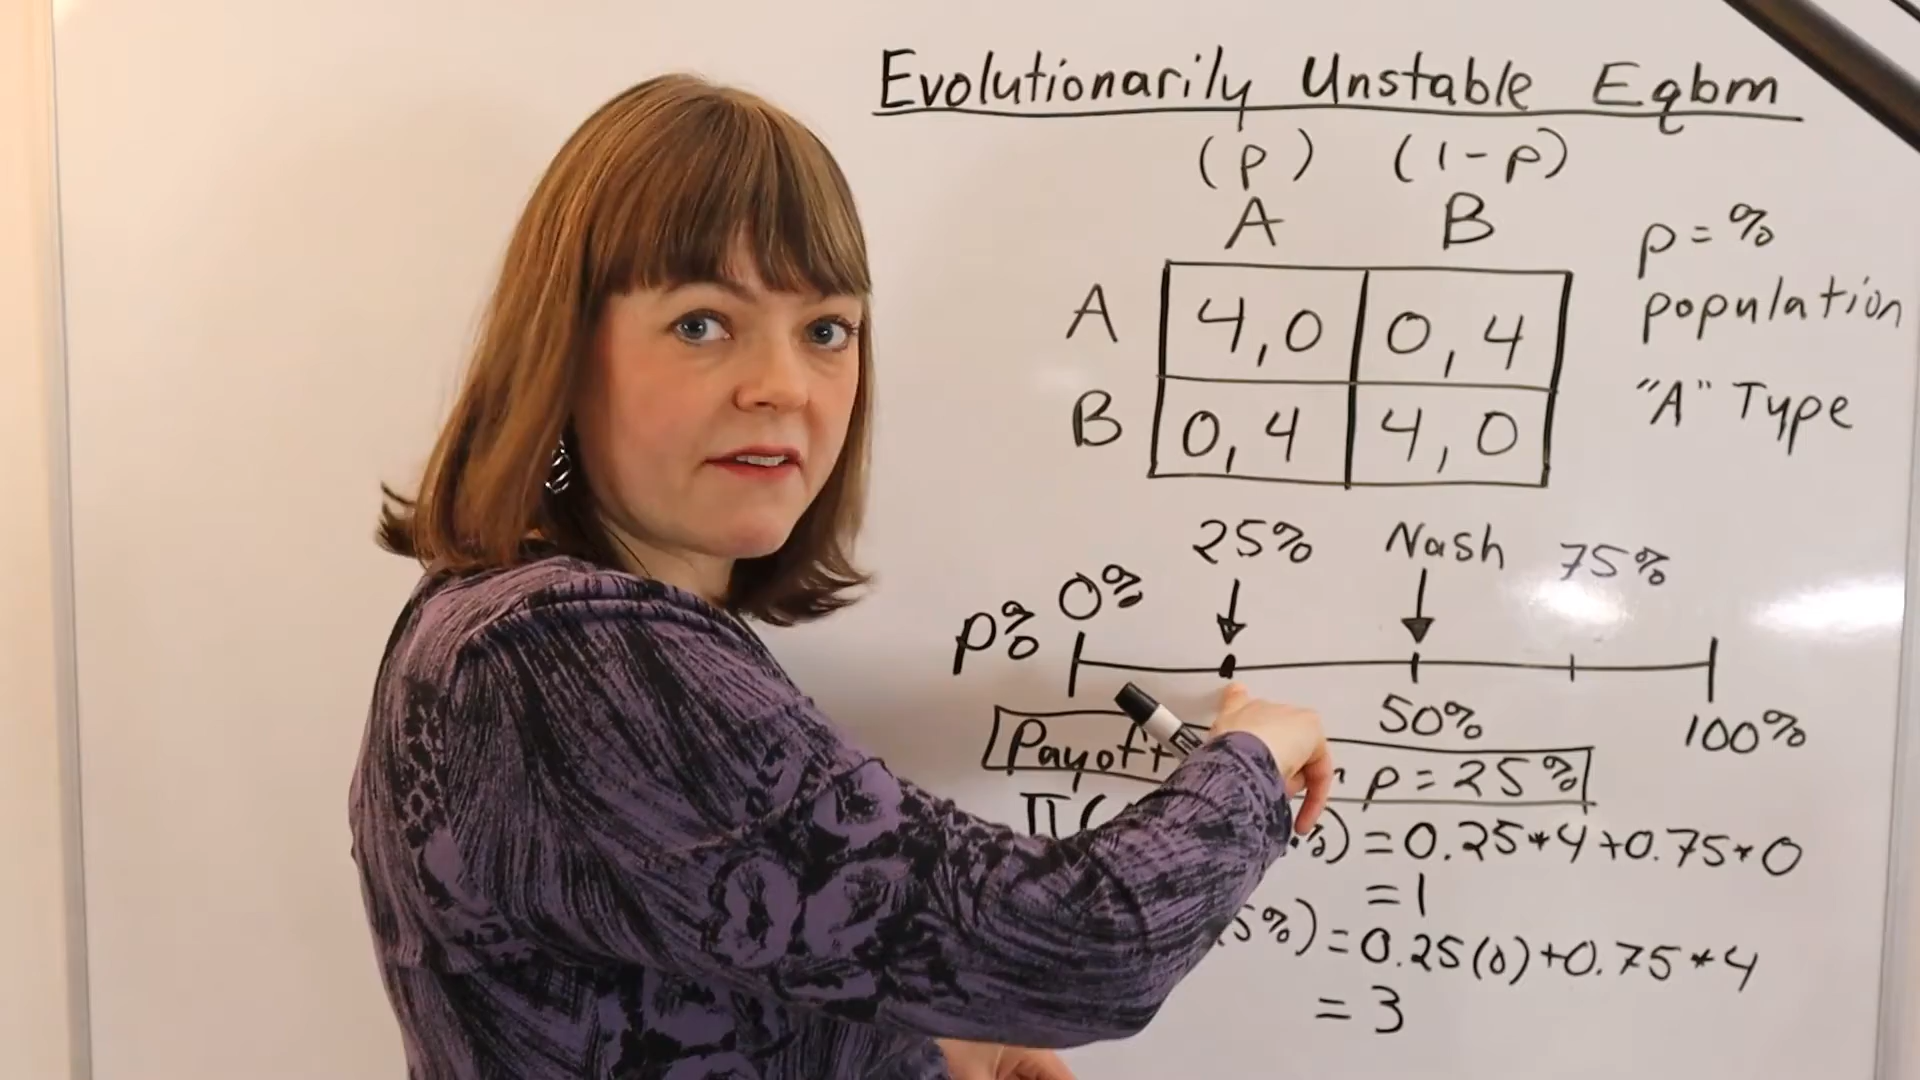 Evolutionarily Unstable Eqbm
(p) (1-p)
A B
p = %
population
"A" Type
A 4,0 0,4
B 0,4 4,0
25% Nash 75%
p% 0%
50% 100%
p = 25%
%) = 0.25*4+0.75*0
= 1
5%) = 0.25(0)+0.75*4
= 3